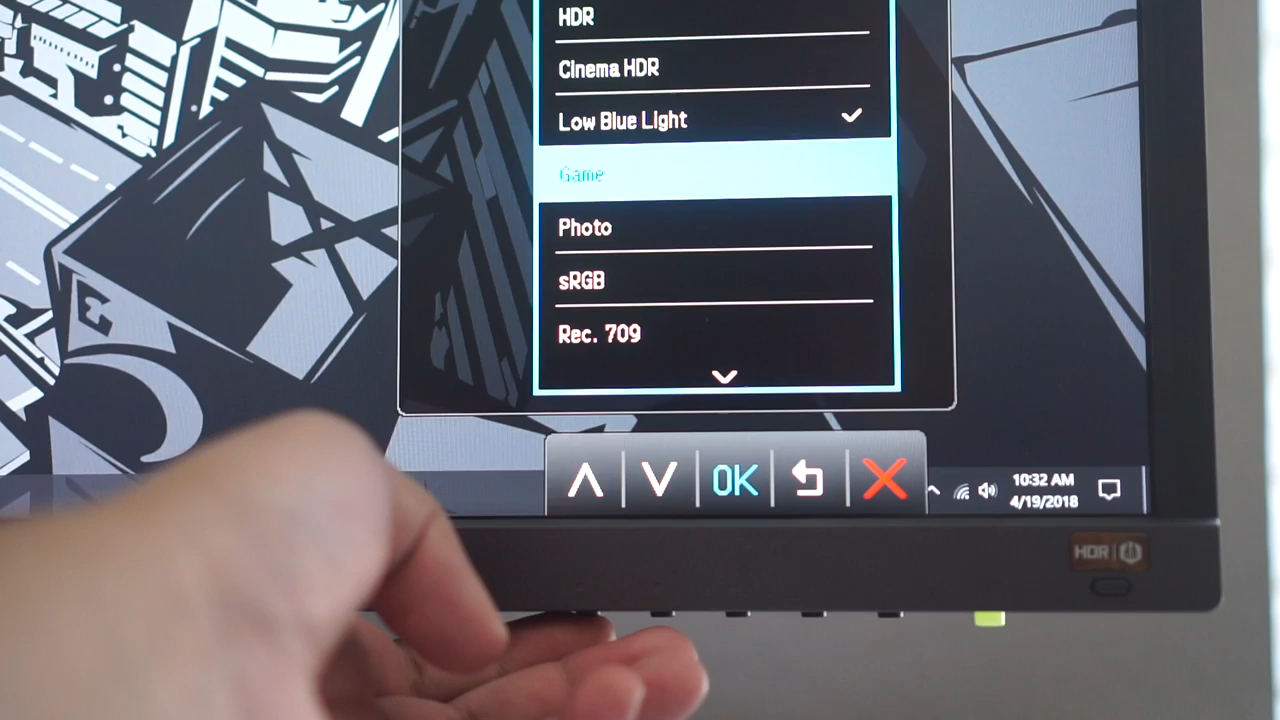 HDR
Cinema HDR
Low Blue Light
Game
Photo
sRGB
Rec. 709
OK
10:32 AM
4/19/2018
HDR